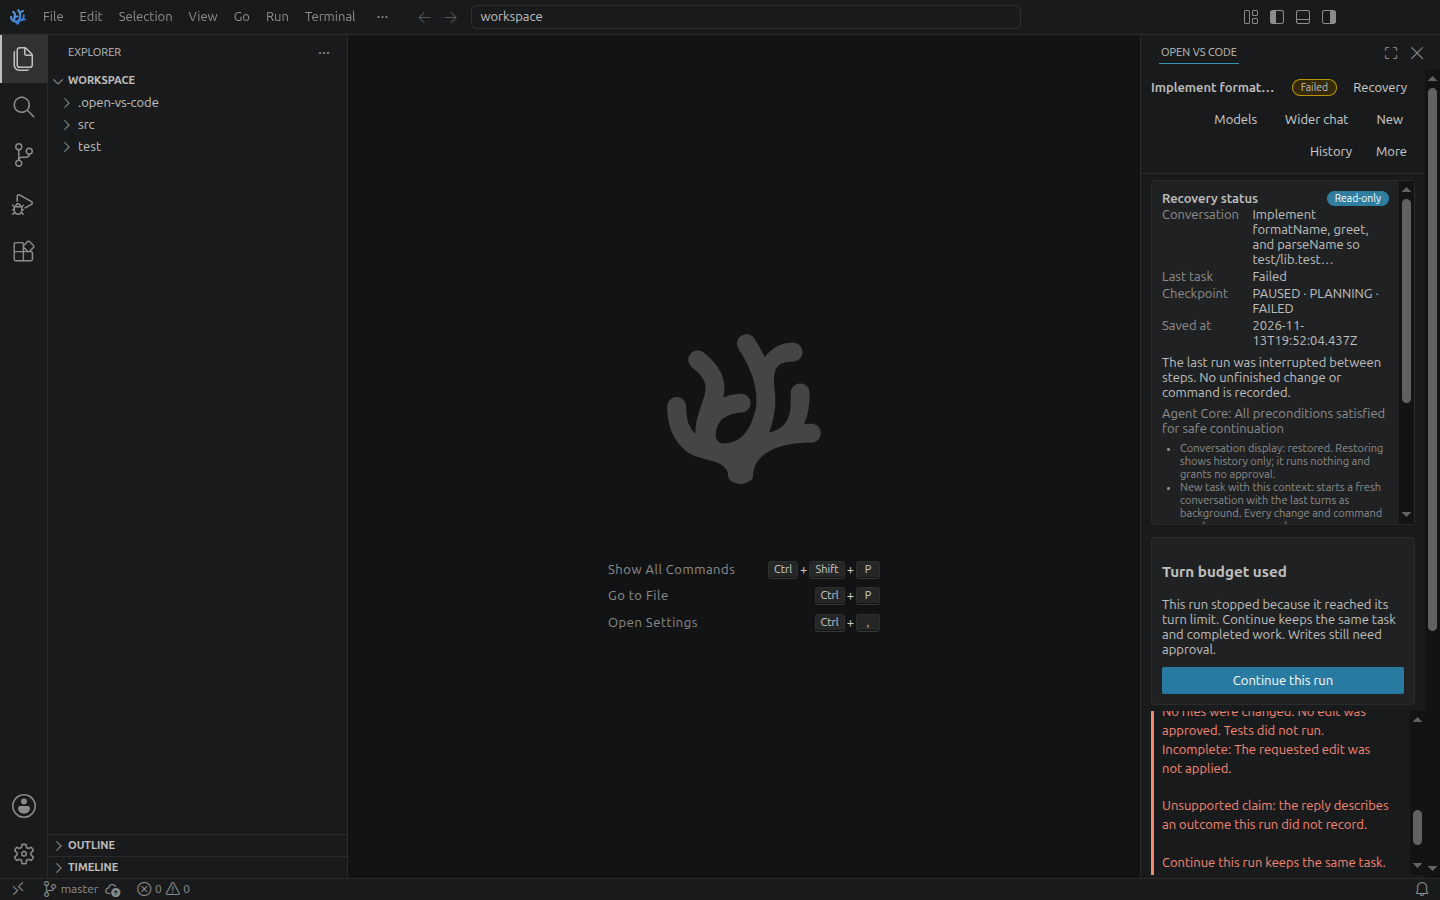 File Edit Selection View Go Run Terminal ···
workspace
EXPLORER
WORKSPACE
.open-vs-code
src
test
OUTLINE
TIMELINE
Show All Commands Ctrl + Shift + P
Go to File Ctrl + P
Open Settings Ctrl + ,
OPEN VS CODE
Implement format... Failed Recovery
Models Wider chat New
History More
Recovery status Read-only
Conversation Implement
formatName, greet,
and parseName so
test/lib.test...
Last task Failed
Checkpoint PAUSED · PLANNING ·
FAILED
Saved at 2026-11-
13T19:52:04.437Z
The last run was interrupted between
steps. No unfinished change or
command is recorded.
Agent Core: All preconditions satisfied
for safe continuation
• Conversation display: restored. Restoring
shows history only; it runs nothing and
grants no approval.
• New task with this context: starts a fresh
conversation with the last turns as
background. Every change and command
Turn budget used
This run stopped because it reached its
turn limit. Continue keeps the same task
and completed work. Writes still need
approval.
Continue this run
No files were changed. No edit was
approved. Tests did not run.
Incomplete: The requested edit was
not applied.
Unsupported claim: the reply describes
an outcome this run did not record.
Continue this run keeps the same task.
master 0 0